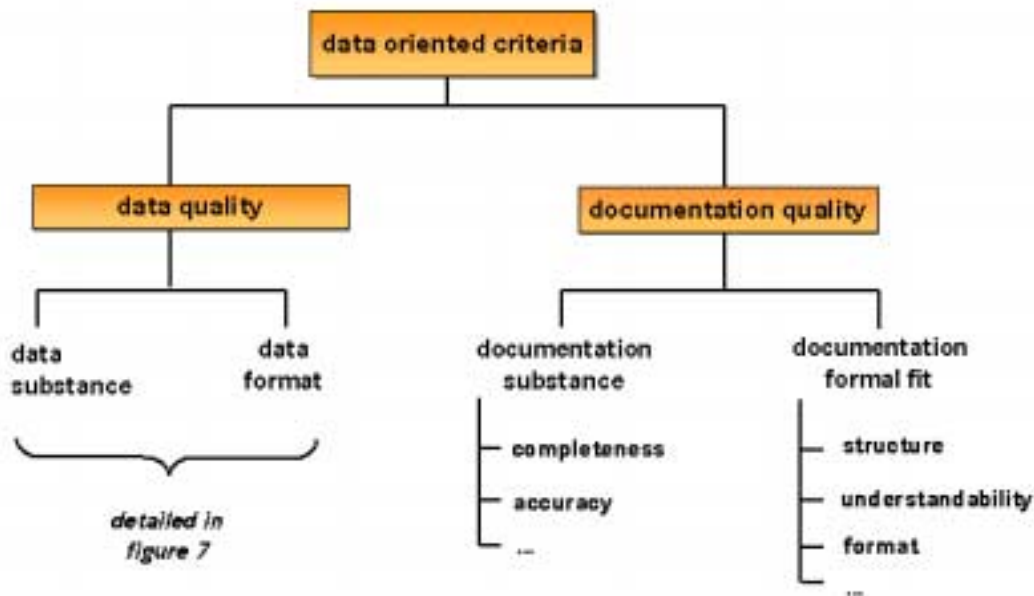 data oriented criteria
data quality
documentation quality
data
substance
data
format
documentation
substance
documentation
formal fit
completeness
accuracy
...
structure
understandability
format
...
detailed in
figure 7